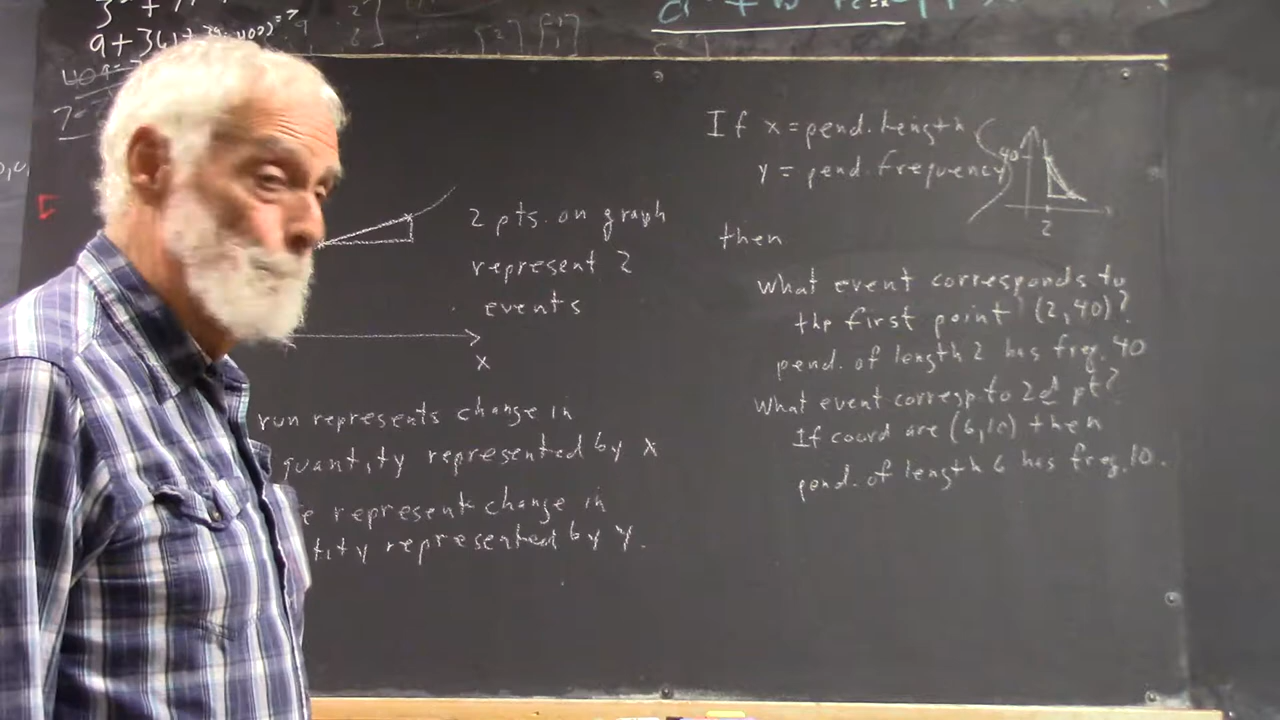 2 pts. on graph
represent 2
events
x
run represents change in
quantity represented by x
represent change in
represented by y.
If x = pend. length
y = pend. frequency
40
2
then
What event corresponds to
the first point (2,40)?
pend. of length 2 has freq. 40
What event corresp to 2d pt?
If coord are (6,10) then
pend. of length 6 has freq. 10.